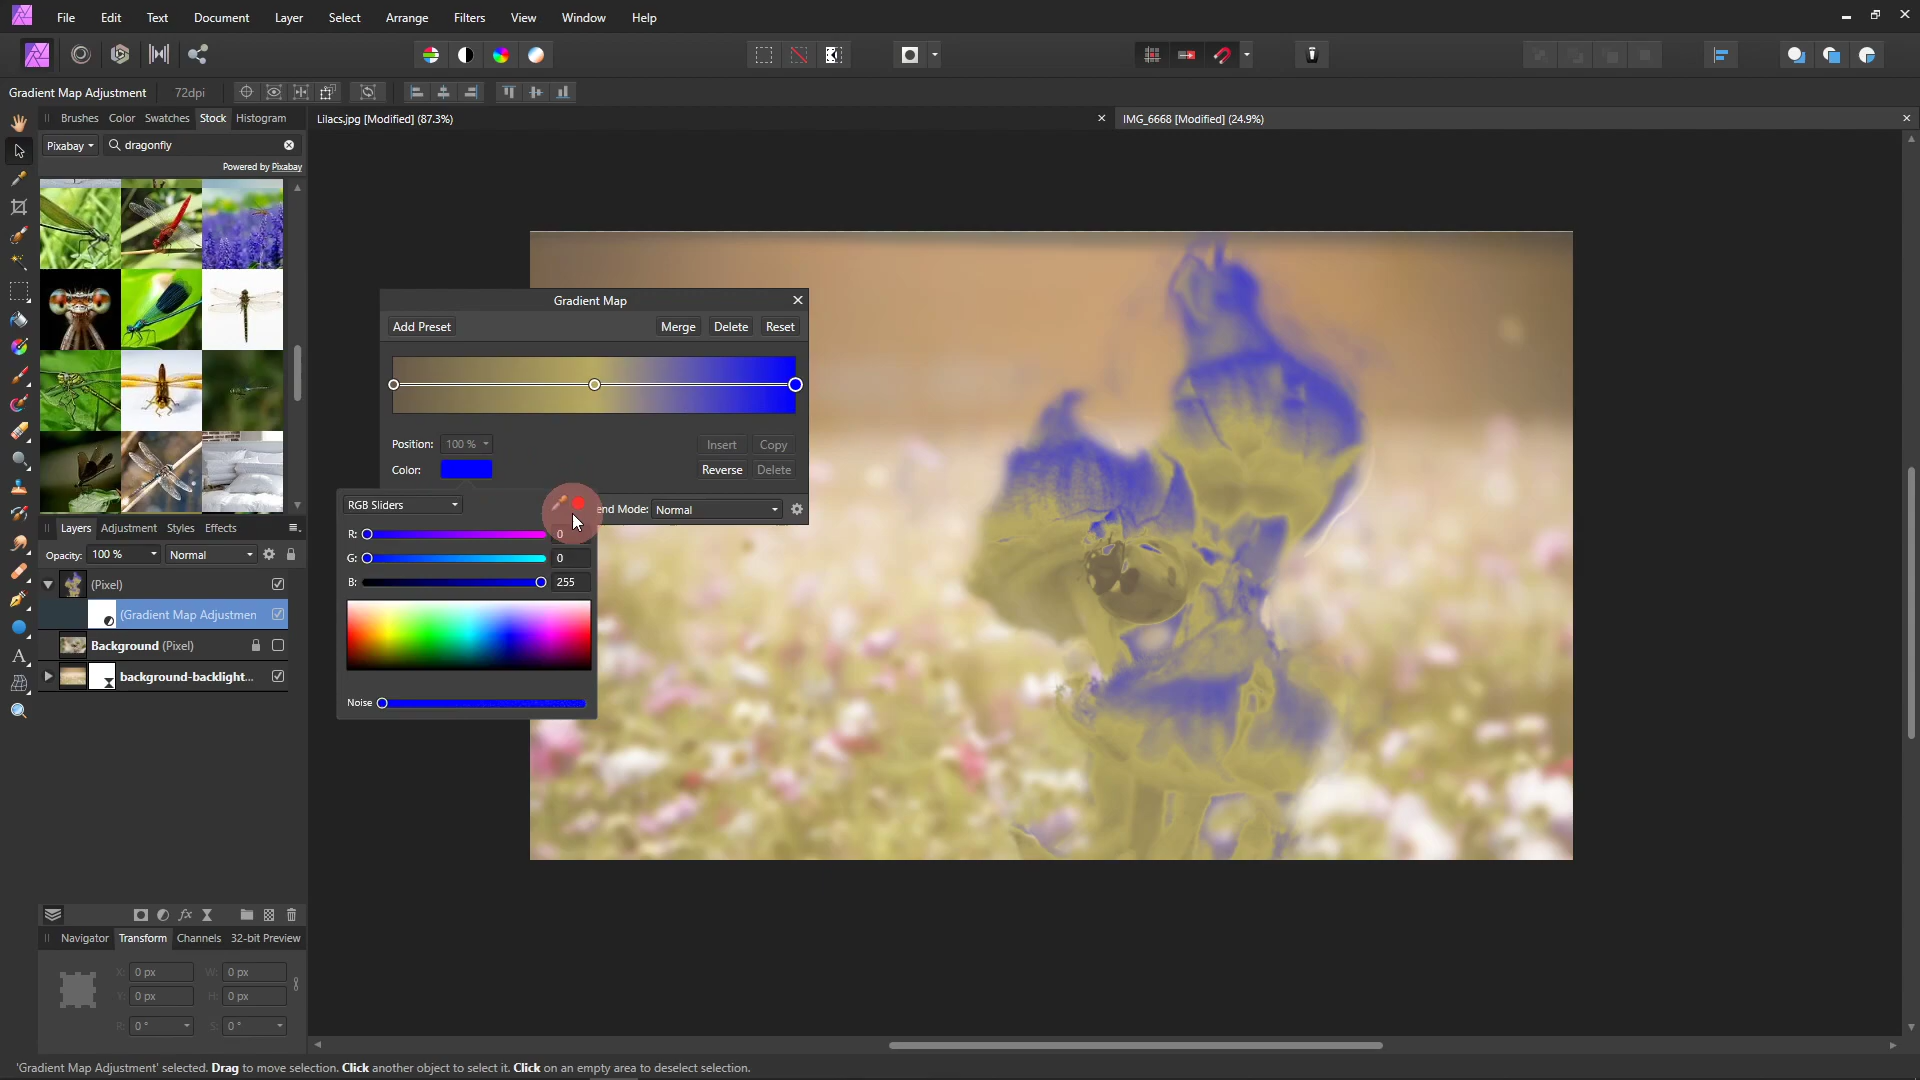 File Edit Text Document Layer Select Arrange Filters View Window Help
Gradient Map Adjustment 72dpi
Brushes Color Swatches Stock Histogram
Lilacs.jpg [Modified] (87.3%)
IMG_6668 [Modified] (24.9%)
Pixabay dragonfly
Powered by Pixabay
Gradient Map
Add Preset Merge Delete Reset
Position: 100 % Insert Copy
Color: Reverse Delete
RGB Sliders
end Mode: Normal
R: 0
G: 0
B: 255
Noise
Layers Adjustment Styles Effects
Opacity: 100 % Normal
(Pixel)
(Gradient Map Adjustmen
Background (Pixel)
background-backlight...
Navigator Transform Channels 32-bit Preview
X: 0 px W: 0 px
Y: 0 px H: 0 px
R: 0 ° S: 0 °
'Gradient Map Adjustment' selected. Drag to move selection. Click another object to select it. Click on an empty area to deselect selection.